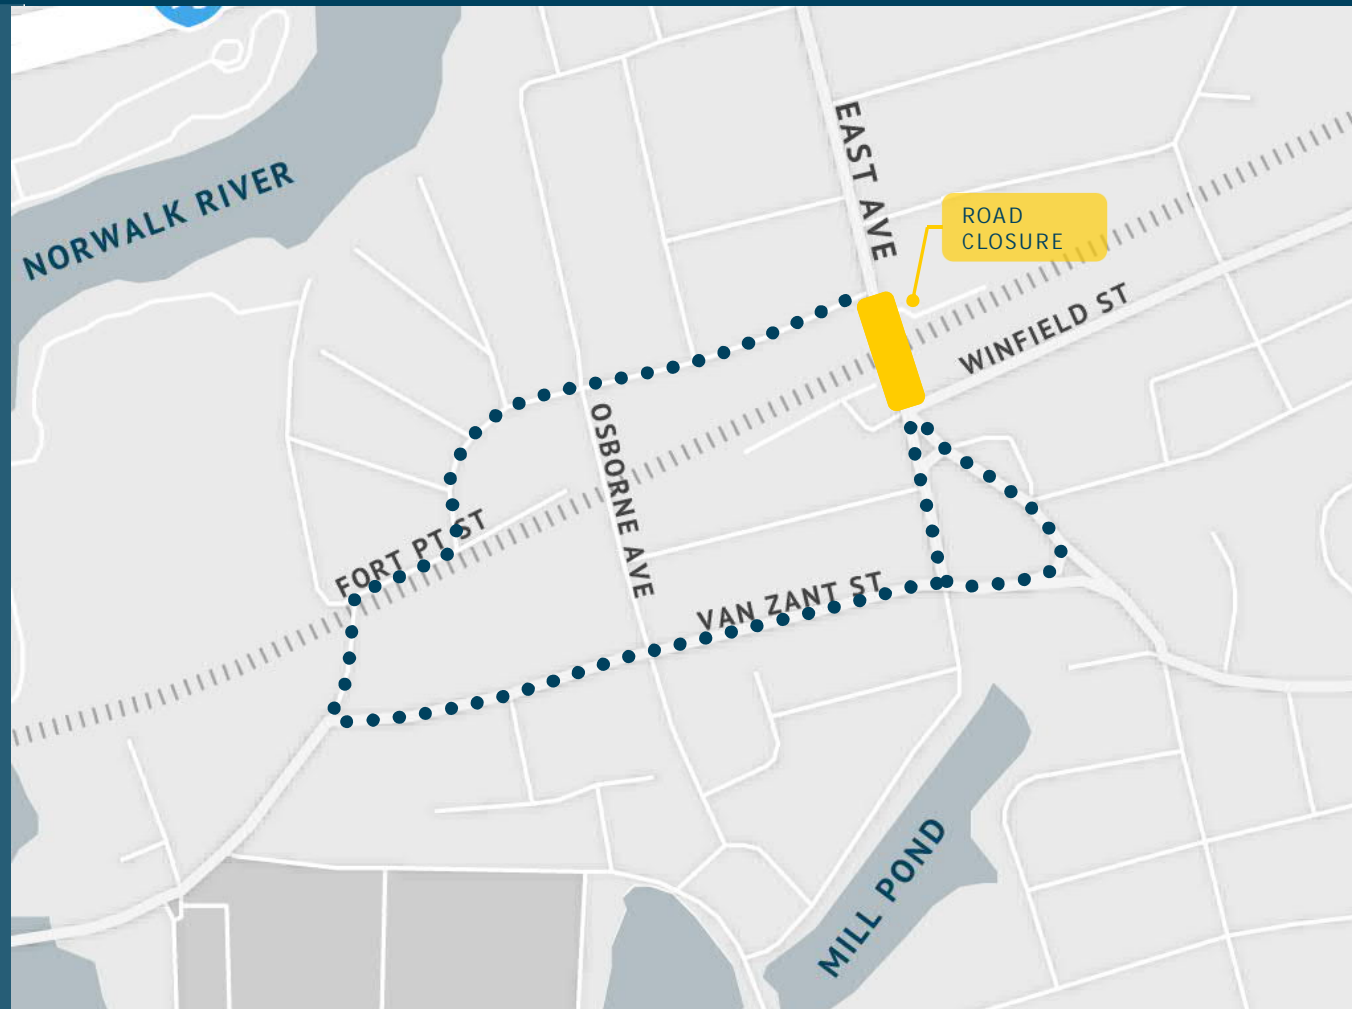 EAST AVE
ROAD
CLOSURE
NORWALK RIVER
WINFIELD ST
OSBORNE AVE
FORT PT ST
VAN ZANT ST
MILL POND